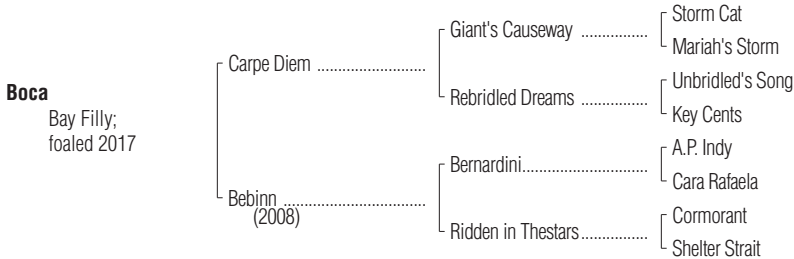 Boca
Bay Filly;
foaled 2017
Carpe Diem ..........................
Bebinn ..................................
(2008)
Giant's Causeway ................
Rebridled Dreams ................
Bernardini..............................
Ridden in Thestars ................
Storm Cat
Mariah's Storm
Unbridled's Song
Key Cents
A.P. Indy
Cara Rafaela
Cormorant
Shelter Strait